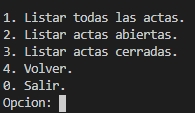 1. Listar todas las actas.
2. Listar actas abiertas.
3. Listar actas cerradas.
4. Volver.
0. Salir.
Opcion: